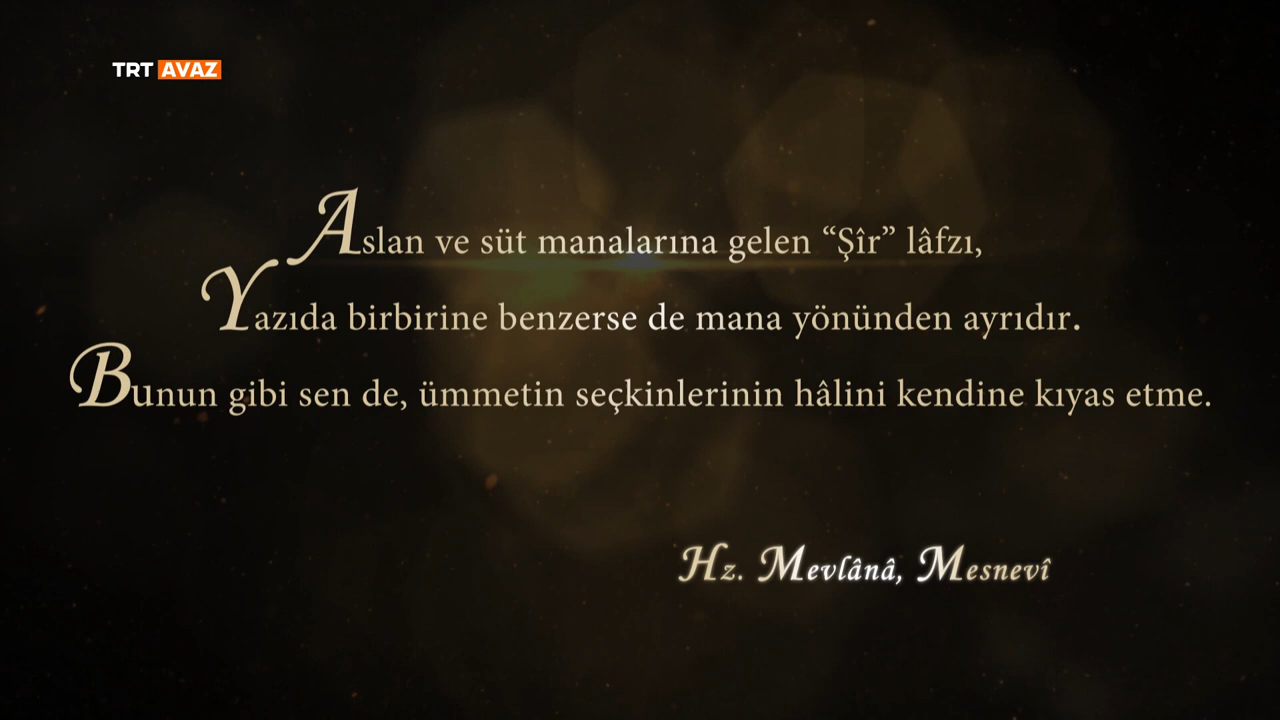 TRT AVAZ
Aslan ve süt manalarına gelen “Şîr” lâfzı,
Yazıda birbirine benzerse de mana yönünden ayrıdır.
Bunun gibi sen de, ümmetin seçkinlerinin hâlini kendine kıyas etme.
Hz. Mevlânâ, Mesnevî